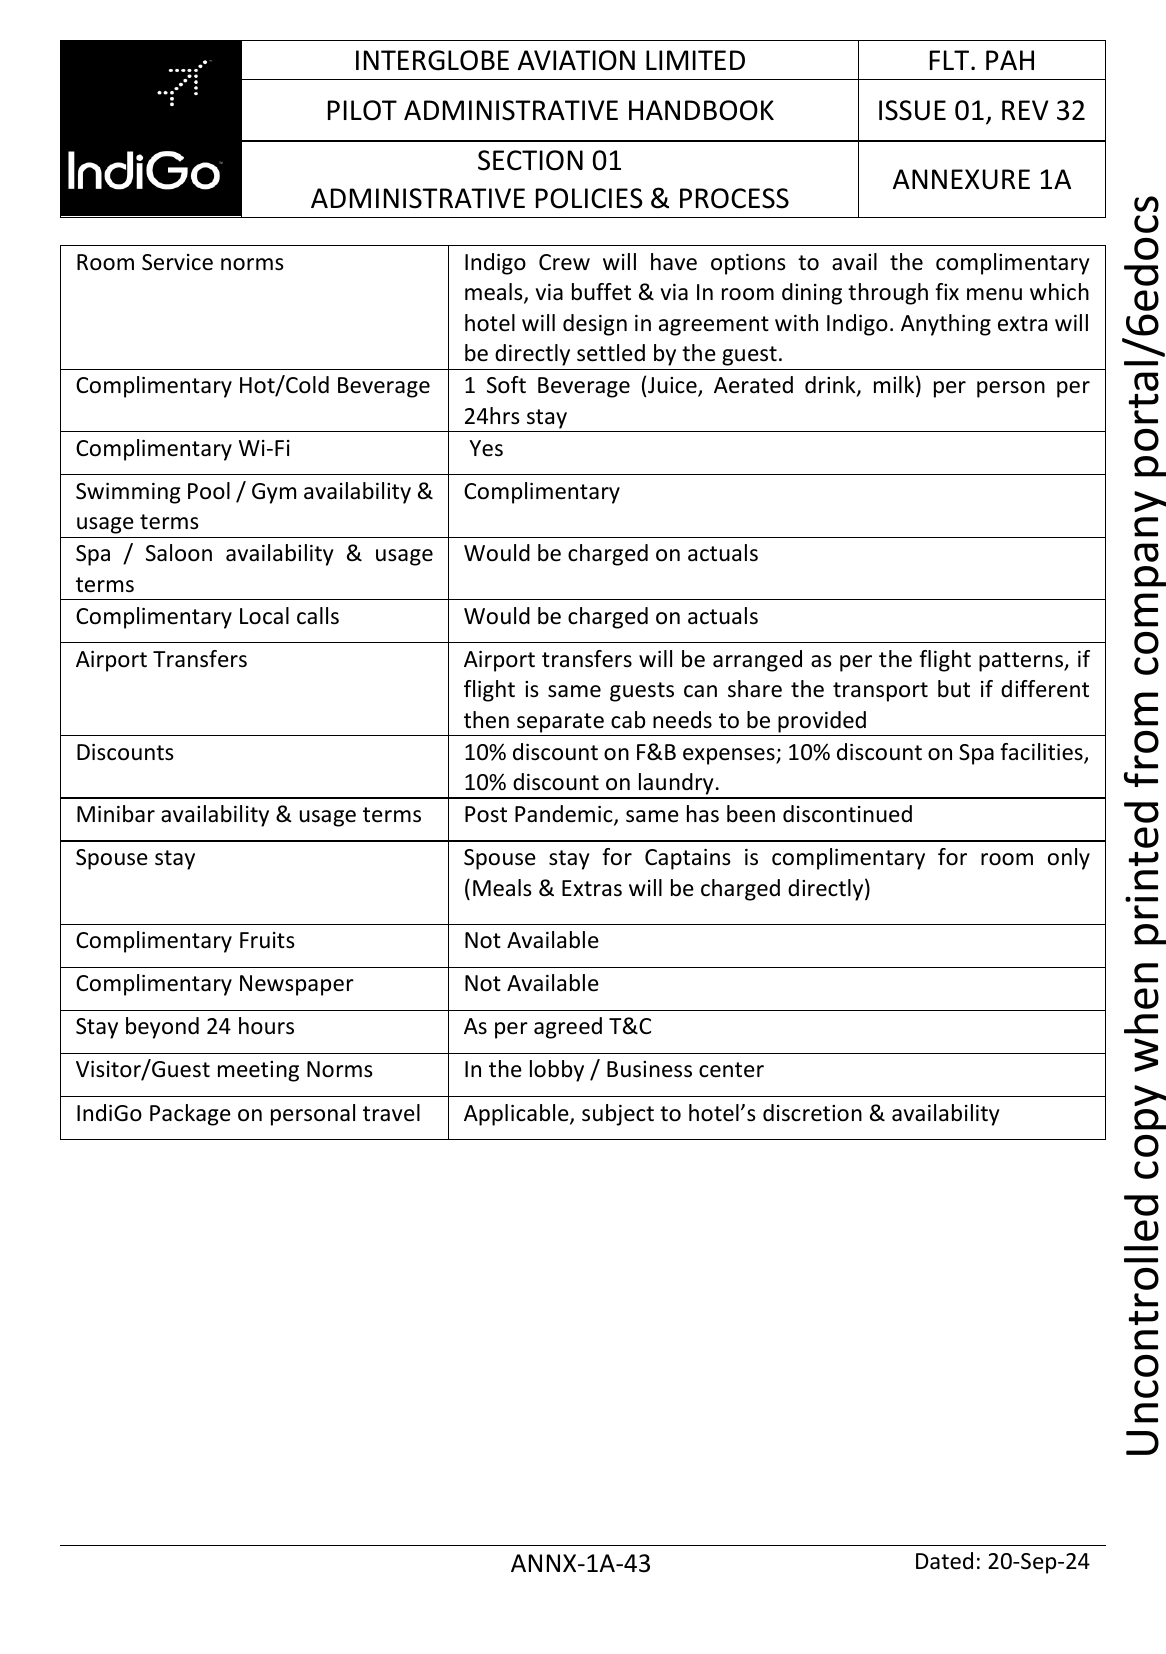 INTERGLOBE AVIATION LIMITED
FLT. PAH
PILOT ADMINISTRATIVE HANDBOOK
ISSUE 01, REV 32
IndiGo
SECTION 01
ADMINISTRATIVE POLICIES & PROCESS
ANNEXURE 1A
Room Service norms
Indigo Crew will have options to avail the complimentary
meals, via buffet & via In room dining through fix menu which
hotel will design in agreement with Indigo. Anything extra will
be directly settled by the guest.
Complimentary Hot/Cold Beverage
1 Soft Beverage (Juice, Aerated drink, milk) per person per
24hrs stay
Complimentary Wi-Fi
Yes
Swimming Pool / Gym availability &
usage terms
Complimentary
Spa / Saloon availability & usage
terms
Would be charged on actuals
Complimentary Local calls
Would be charged on actuals
Airport Transfers
Airport transfers will be arranged as per the flight patterns, if
flight is same guests can share the transport but if different
then separate cab needs to be provided
Discounts
10% discount on F&B expenses; 10% discount on Spa facilities,
10% discount on laundry.
Minibar availability & usage terms
Post Pandemic, same has been discontinued
Spouse stay
Spouse stay for Captains is complimentary for room only
(Meals & Extras will be charged directly)
Complimentary Fruits
Not Available
Complimentary Newspaper
Not Available
Stay beyond 24 hours
As per agreed T&C
Visitor/Guest meeting Norms
In the lobby / Business center
IndiGo Package on personal travel
Applicable, subject to hotel’s discretion & availability
Uncontrolled copy when printed from company portal/6edocs
ANNX-1A-43
Dated: 20-Sep-24